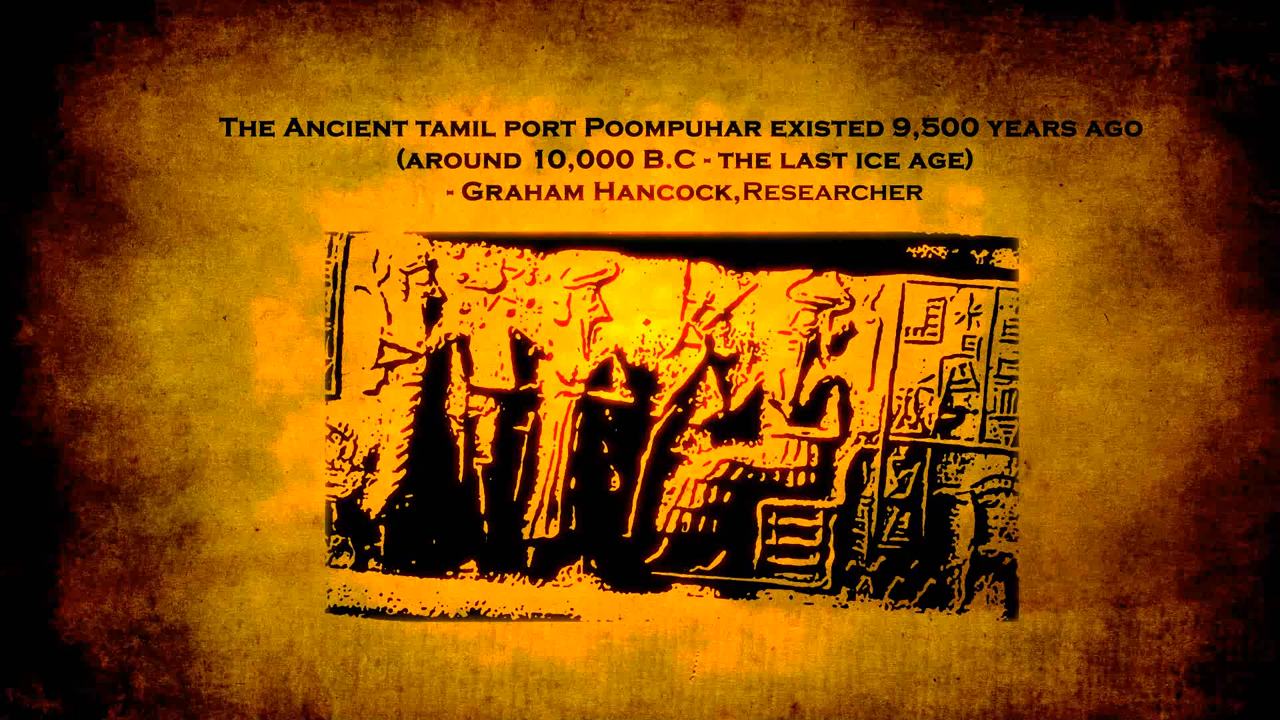 The Ancient tamil port Poompuhar existed 9,500 years ago
(around 10,000 B.C - the last ice age)
- Graham Hancock,Researcher